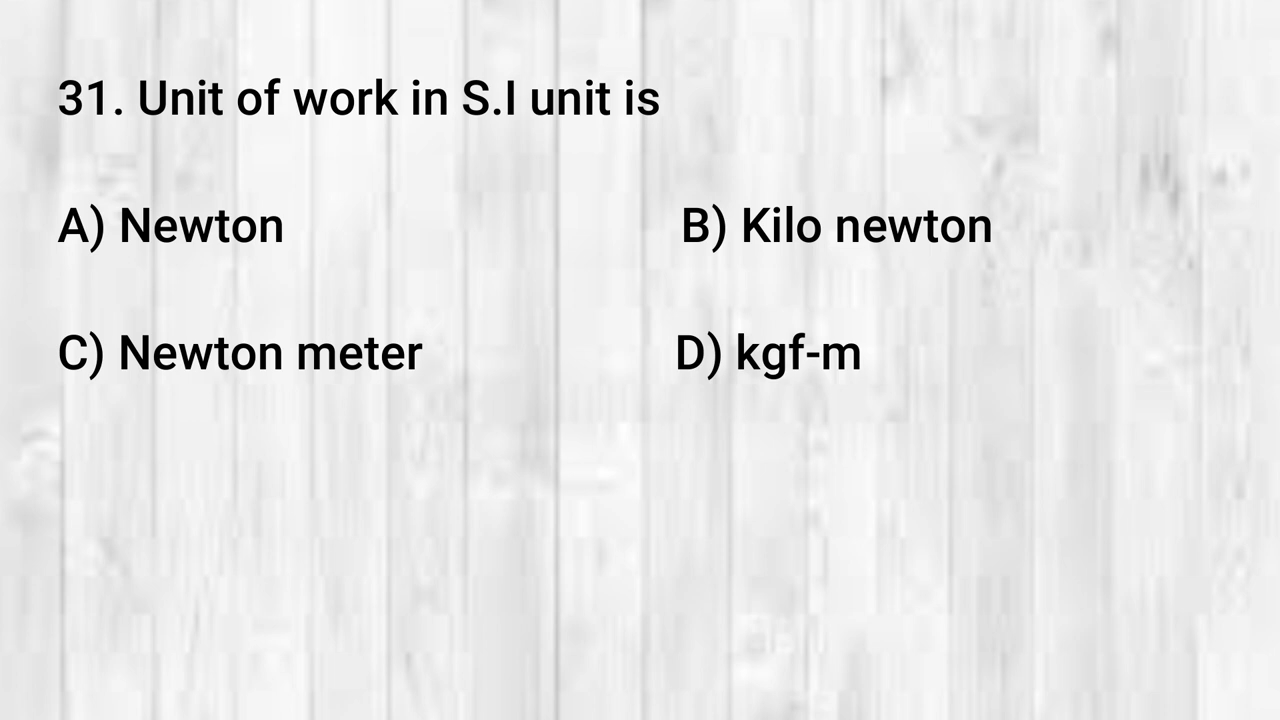 31. Unit of work in S.I unit is
A) Newton B) Kilo newton
C) Newton meter D) kgf-m